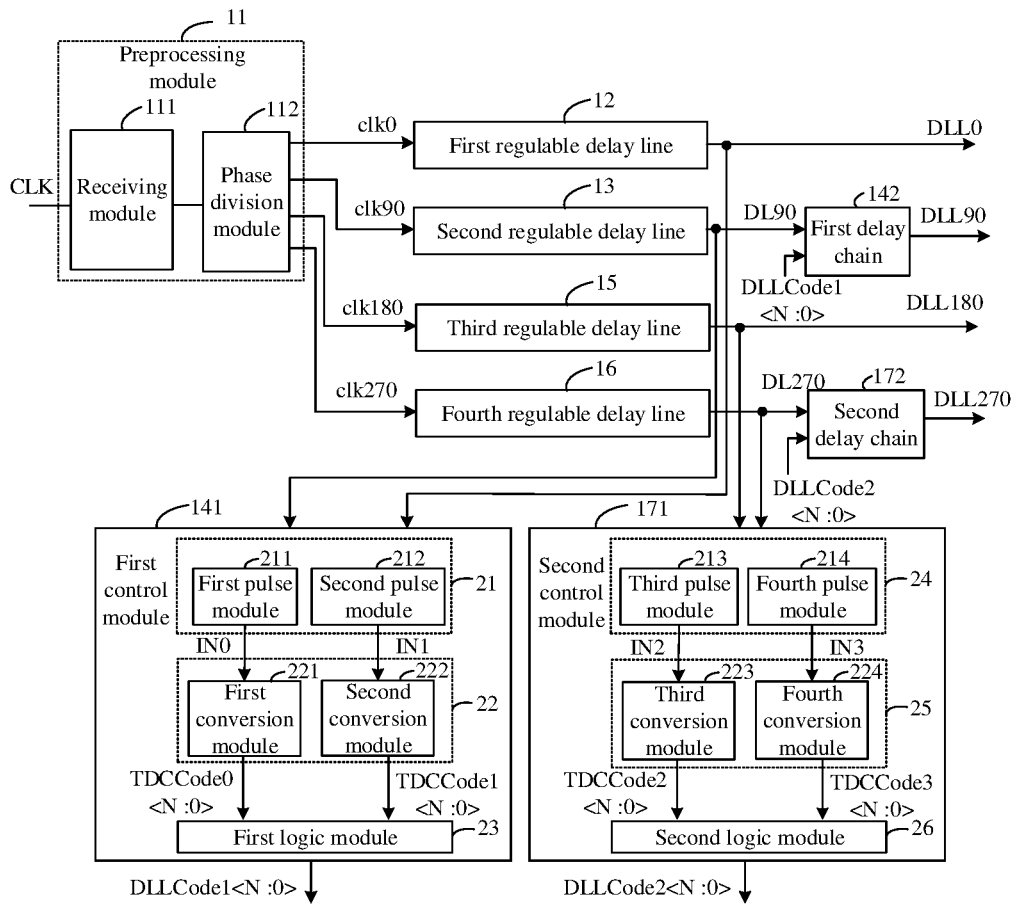 11
Preprocessing
module
111
112
CLK
Receiving
module
Phase
division
module
clk0
12
First regulable delay line
DLL0
clk90
13
Second regulable delay line
DL90
142
First delay
chain
DLL90
DLLCode1
<N :0>
clk180
15
Third regulable delay line
DLL180
clk270
16
Fourth regulable delay line
DL270
172
Second
delay chain
DLL270
DLLCode2
<N :0>
141
First
control
module
211
First pulse
module
212
Second pulse
module
21
IN0
IN1
221
First
conversion
module
222
Second
conversion
module
22
TDCCode0
<N :0>
TDCCode1
<N :0>
First logic module
23
DLLCode1<N :0>
171
Second
control
module
213
Third pulse
module
214
Fourth pulse
module
24
IN2
IN3
223
Third
conversion
module
224
Fourth
conversion
module
25
TDCCode2
<N :0>
TDCCode3
<N :0>
Second logic module
26
DLLCode2<N :0>